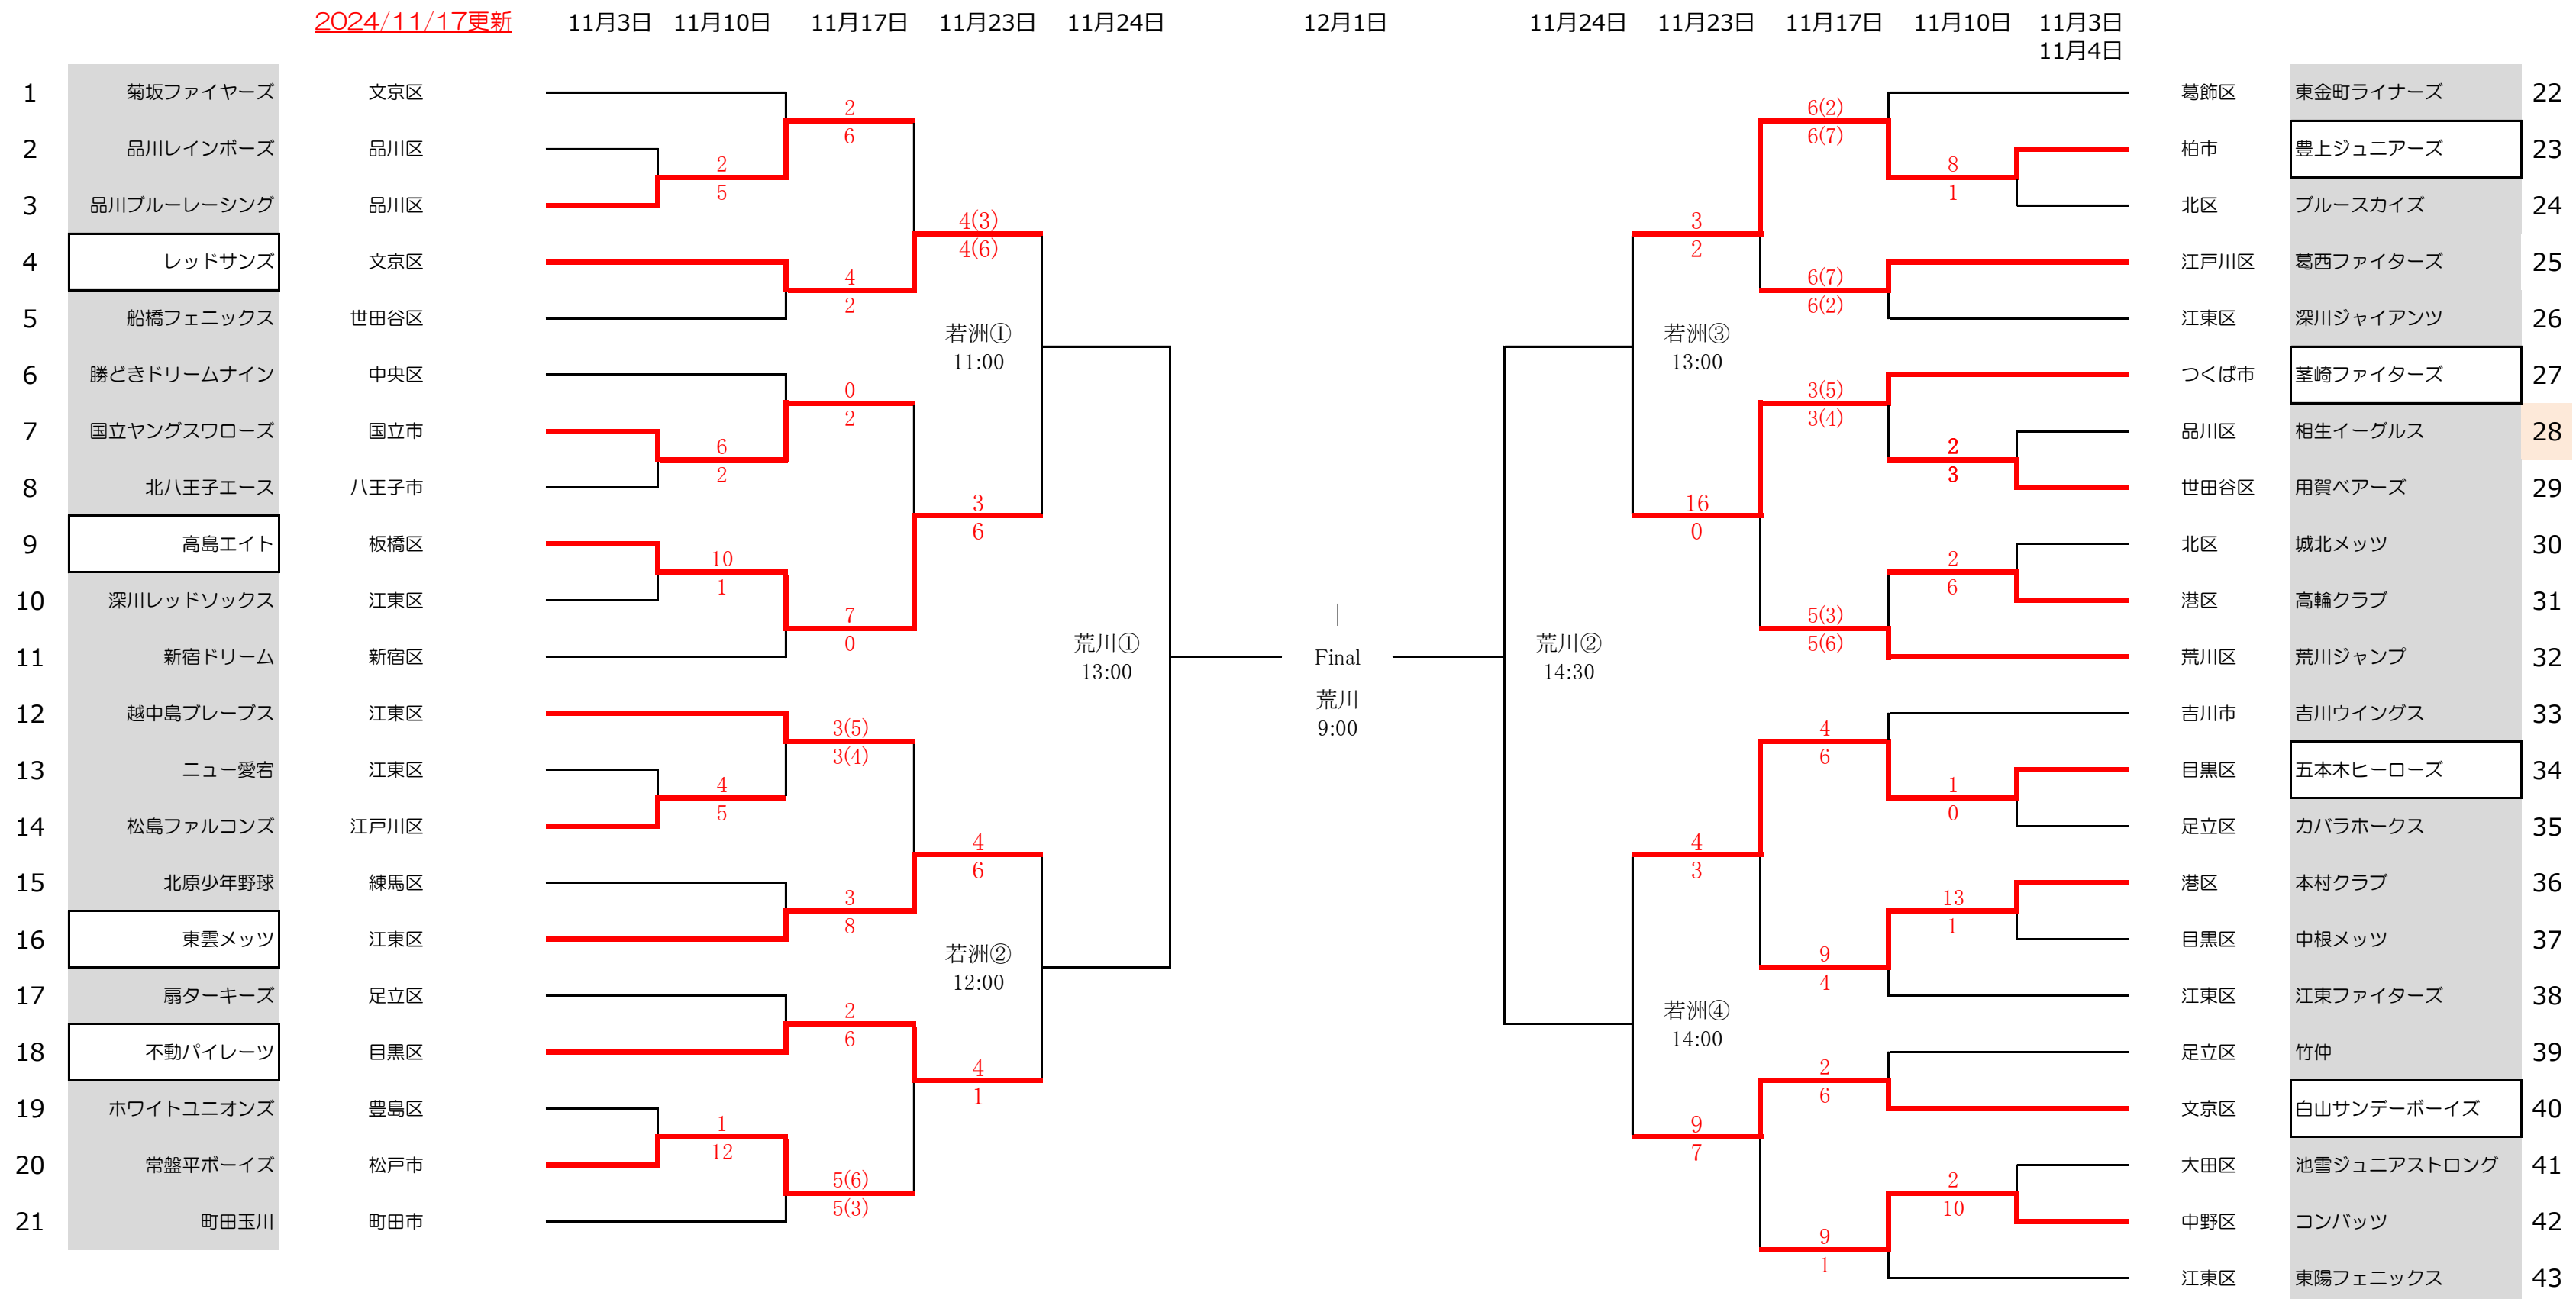 2024/11/17更新 11月3日 11月10日 11月17日 11月23日 11月24日 12月1日 11月24日 11月23日 11月17日 11月10日 11月3日
11月4日
1 菊坂ファイヤーズ 文京区
2 品川レインボーズ 品川区
3 品川ブルーレーシング 品川区
4 レッドサンズ 文京区
5 船橋フェニックス 世田谷区
6 勝どきドリームナイン 中央区
7 国立ヤングスワローズ 国立市
8 北八王子エース 八王子市
9 高島エイト 板橋区
10 深川レッドソックス 江東区
11 新宿ドリーム 新宿区
12 越中島ブレーブス 江東区
13 ニュー愛宕 江東区
14 松島ファルコンズ 江戸川区
15 北原少年野球 練馬区
16 東雲メッツ 江東区
17 扇ターキーズ 足立区
18 不動パイレーツ 目黒区
19 ホワイトユニオンズ 豊島区
20 常盤平ボーイズ 松戸市
21 町田玉川 町田市
2
5
6
2
10
1
4
5
1
12
2
6
4
2
0
2
7
0
3(5)
3(4)
3
8
2
6
5(6)
5(3)
4(3)
4(6)
若洲①
11:00
3
6
4
6
若洲②
12:00
4
1
荒川①
13:00
|
Final
荒川
9:00
荒川②
14:30
3
2
若洲③
13:00
16
0
4
3
若洲④
14:00
9
7
6(2)
6(7)
6(7)
6(2)
3(5)
3(4)
5(3)
5(6)
4
6
9
4
2
6
9
1
8
1
2
3
2
6
1
0
13
1
2
10
葛飾区 東金町ライナーズ 22
柏市 豊上ジュニアーズ 23
北区 ブルースカイズ 24
江戸川区 葛西ファイターズ 25
江東区 深川ジャイアンツ 26
つくば市 茎崎ファイターズ 27
品川区 相生イーグルス 28
世田谷区 用賀ベアーズ 29
北区 城北メッツ 30
港区 高輪クラブ 31
荒川区 荒川ジャンプ 32
吉川市 吉川ウイングス 33
目黒区 五本木ヒーローズ 34
足立区 カバラホークス 35
港区 本村クラブ 36
目黒区 中根メッツ 37
江東区 江東ファイターズ 38
足立区 竹仲 39
文京区 白山サンデーボーイズ 40
大田区 池雪ジュニアストロング 41
中野区 コンバッツ 42
江東区 東陽フェニックス 43